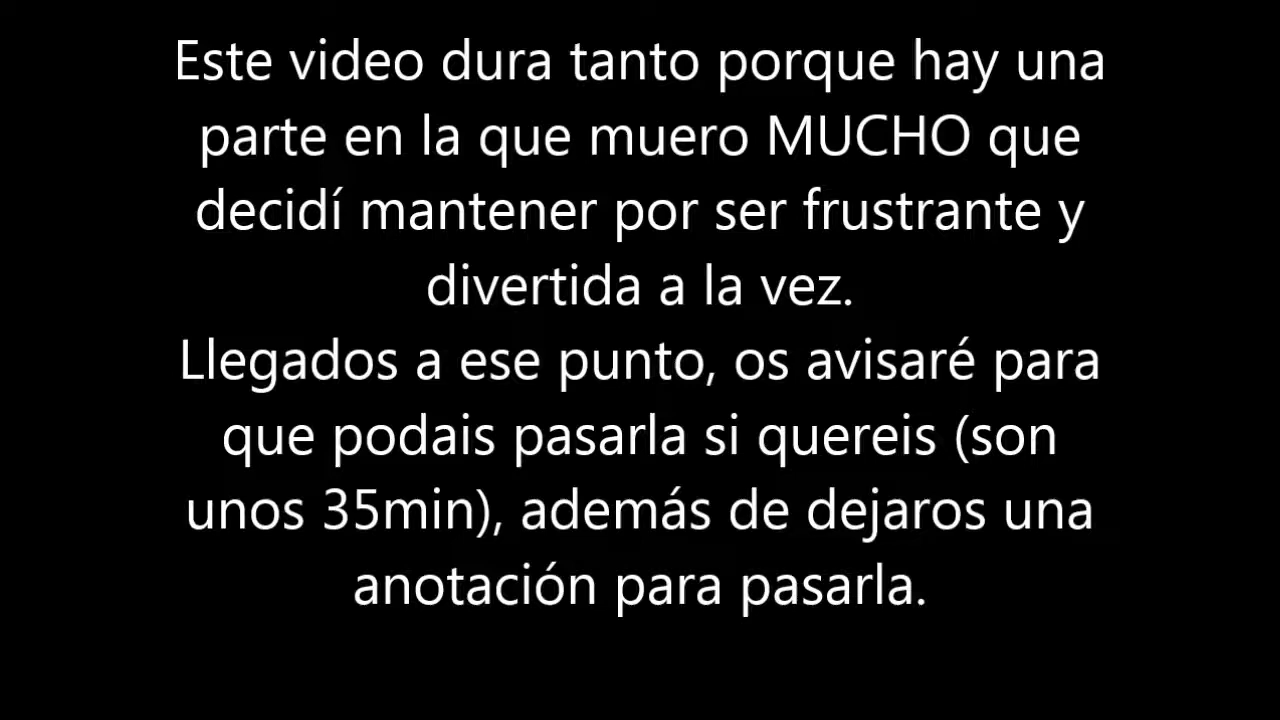 Este video dura tanto porque hay una
parte en la que muero MUCHO que
decidí mantener por ser frustrante y
divertida a la vez.
Llegados a ese punto, os avisaré para
que podais pasarla si quereis (son
unos 35min), además de dejaros una
anotación para pasarla.